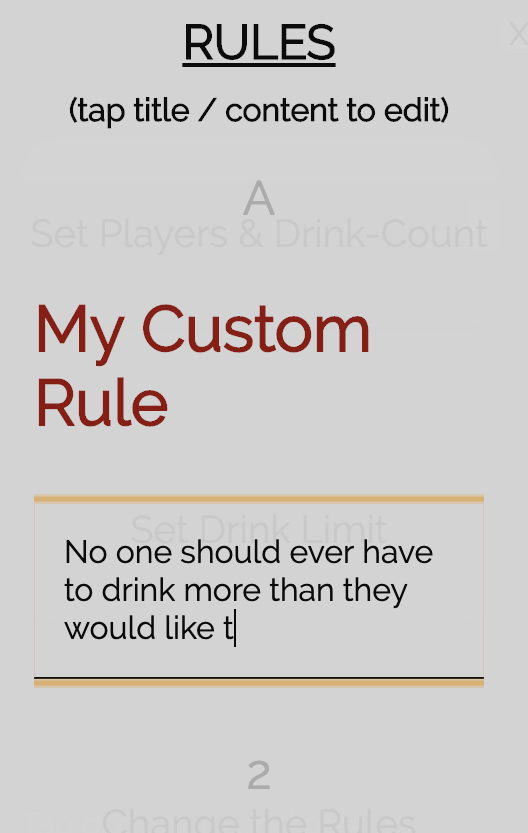 RULES
X
(tap title / content to edit)
A
Set Players & Drink-Count
My Custom
Rule
Set Drink Limit
No one should ever have
to drink more than they
would like t
2
Change the Rules